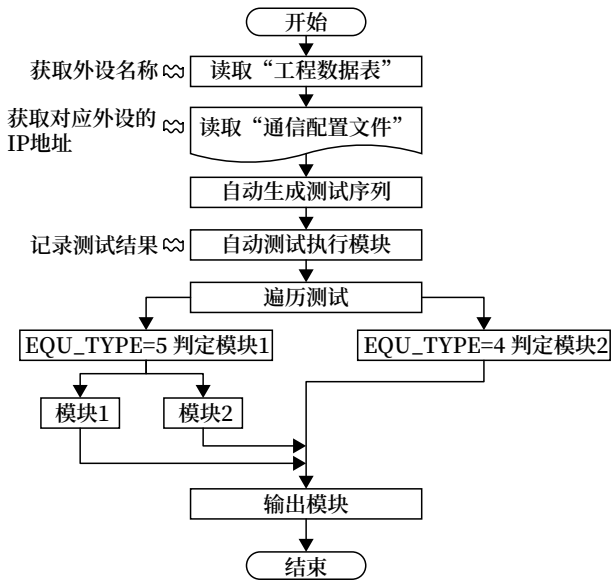 开始
获取外设名称
读取“工程数据表”
获取对应外设的
IP地址
读取“通信配置文件”
自动生成测试序列
记录测试结果
自动测试执行模块
遍历测试
EQU_TYPE=5 判定模块1
EQU_TYPE=4 判定模块2
模块1
模块2
输出模块
结束